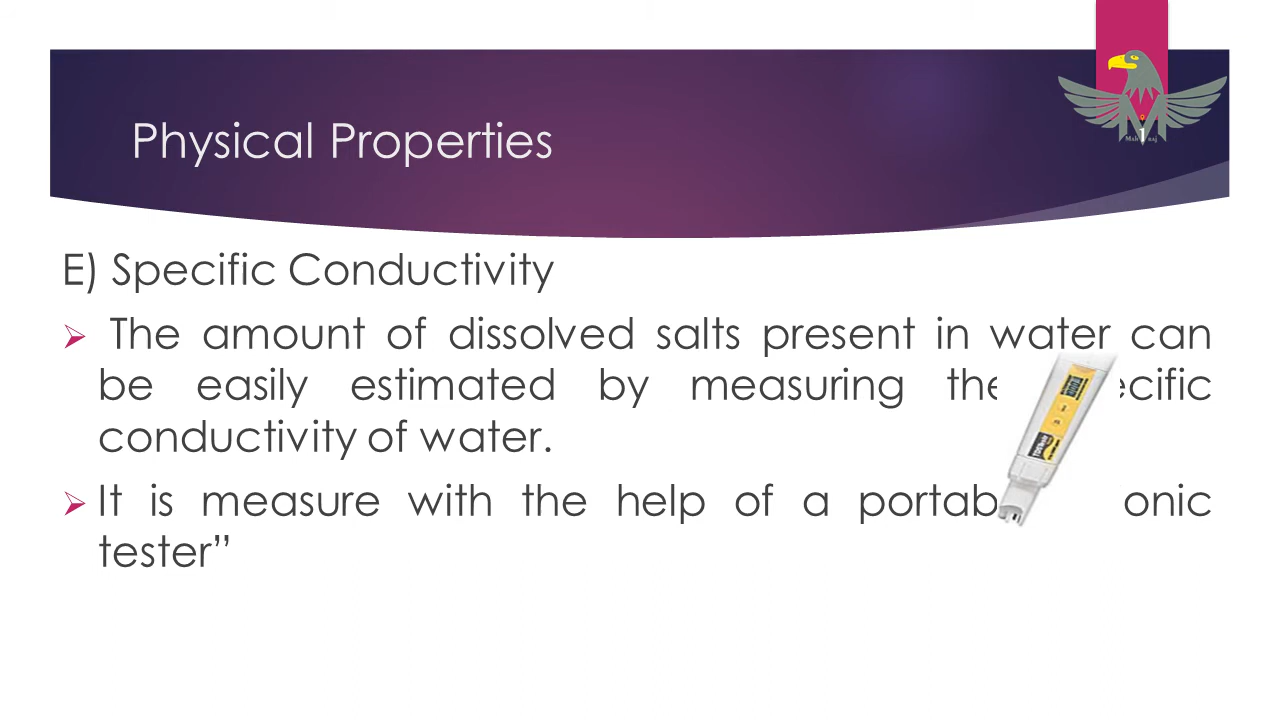 Physical Properties
1
E) Specific Conductivity
The amount of dissolved salts present in water can
be easily estimated by measuring the
conductivity of water.
It is measure with the help of a
tester”